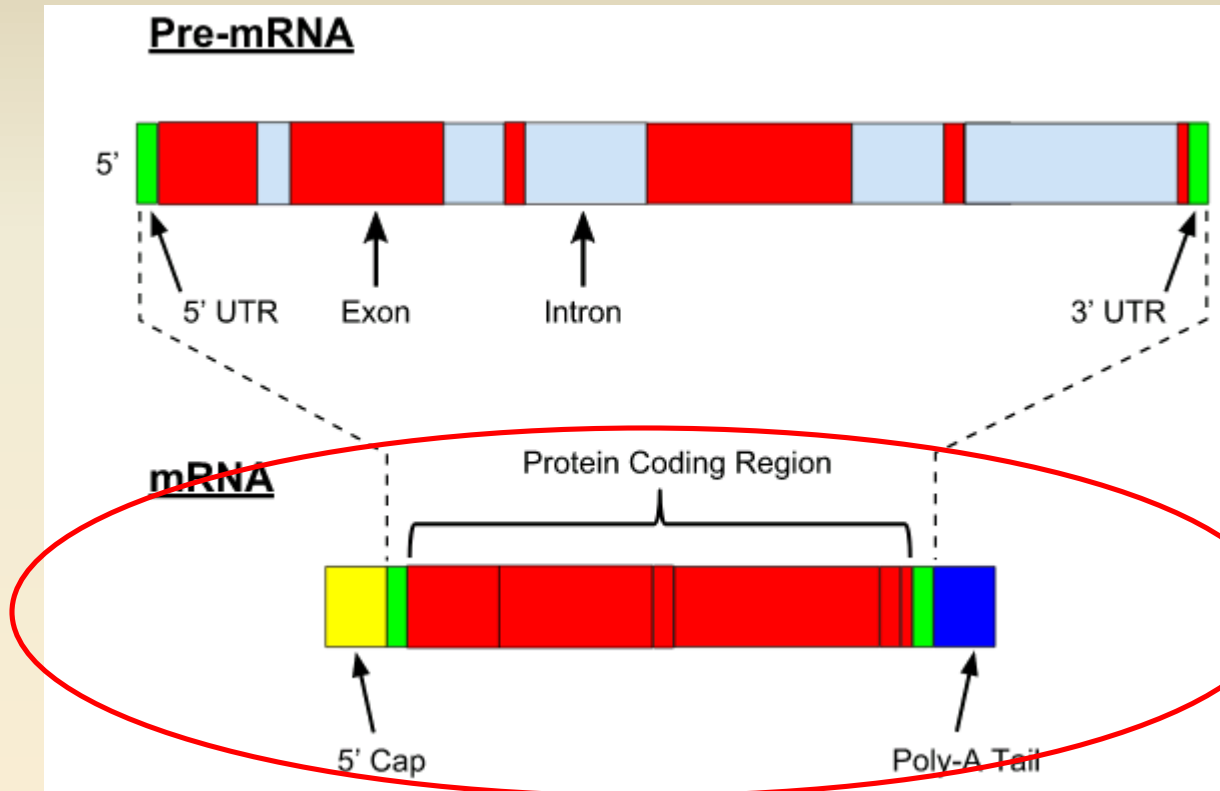 Pre-mRNA
5’
5’ UTR
Exon
Intron
3’ UTR
mRNA
Protein Coding Region
5’ Cap
Poly-A Tail